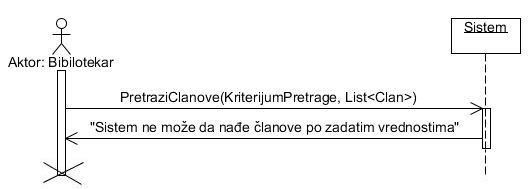 Sistem
Aktor: Bibilotekar
PretraziClanove(KriterijumPretrage, List<Clan>)
"Sistem ne može da nađe članove po zadatim vrednostima"